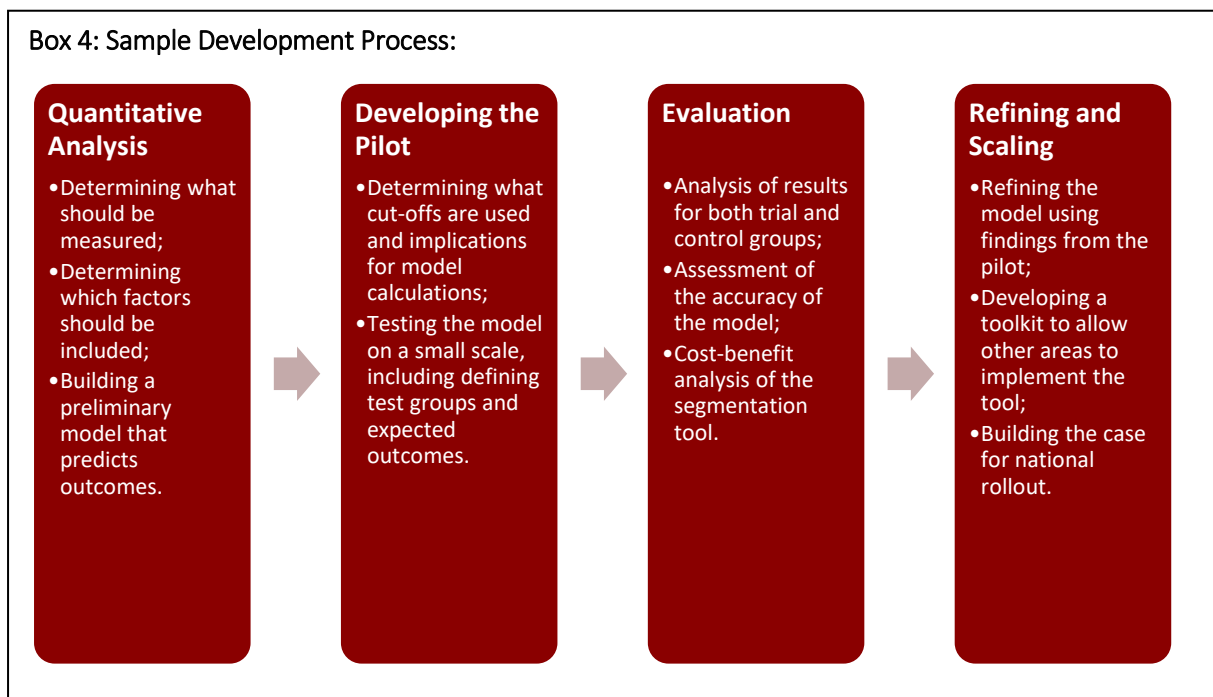 Box 4: Sample Development Process:
Quantitative
Analysis
•Determining what
should be
measured;
•Determining
which factors
should be
included;
•Building a
preliminary
model that
predicts
outcomes.
Developing the
Pilot
•Determining what
cut-offs are used
and implications
for model
calculations;
•Testing the model
on a small scale,
including defining
test groups and
expected
outcomes.
Evaluation
•Analysis of results
for both trial and
control groups;
•Assessment of
the accuracy of
the model;
•Cost-benefit
analysis of the
segmentation
tool.
Refining and
Scaling
•Refining the
model using
findings from the
pilot;
•Developing a
toolkit to allow
other areas to
implement the
tool;
•Building the case
for national
rollout.